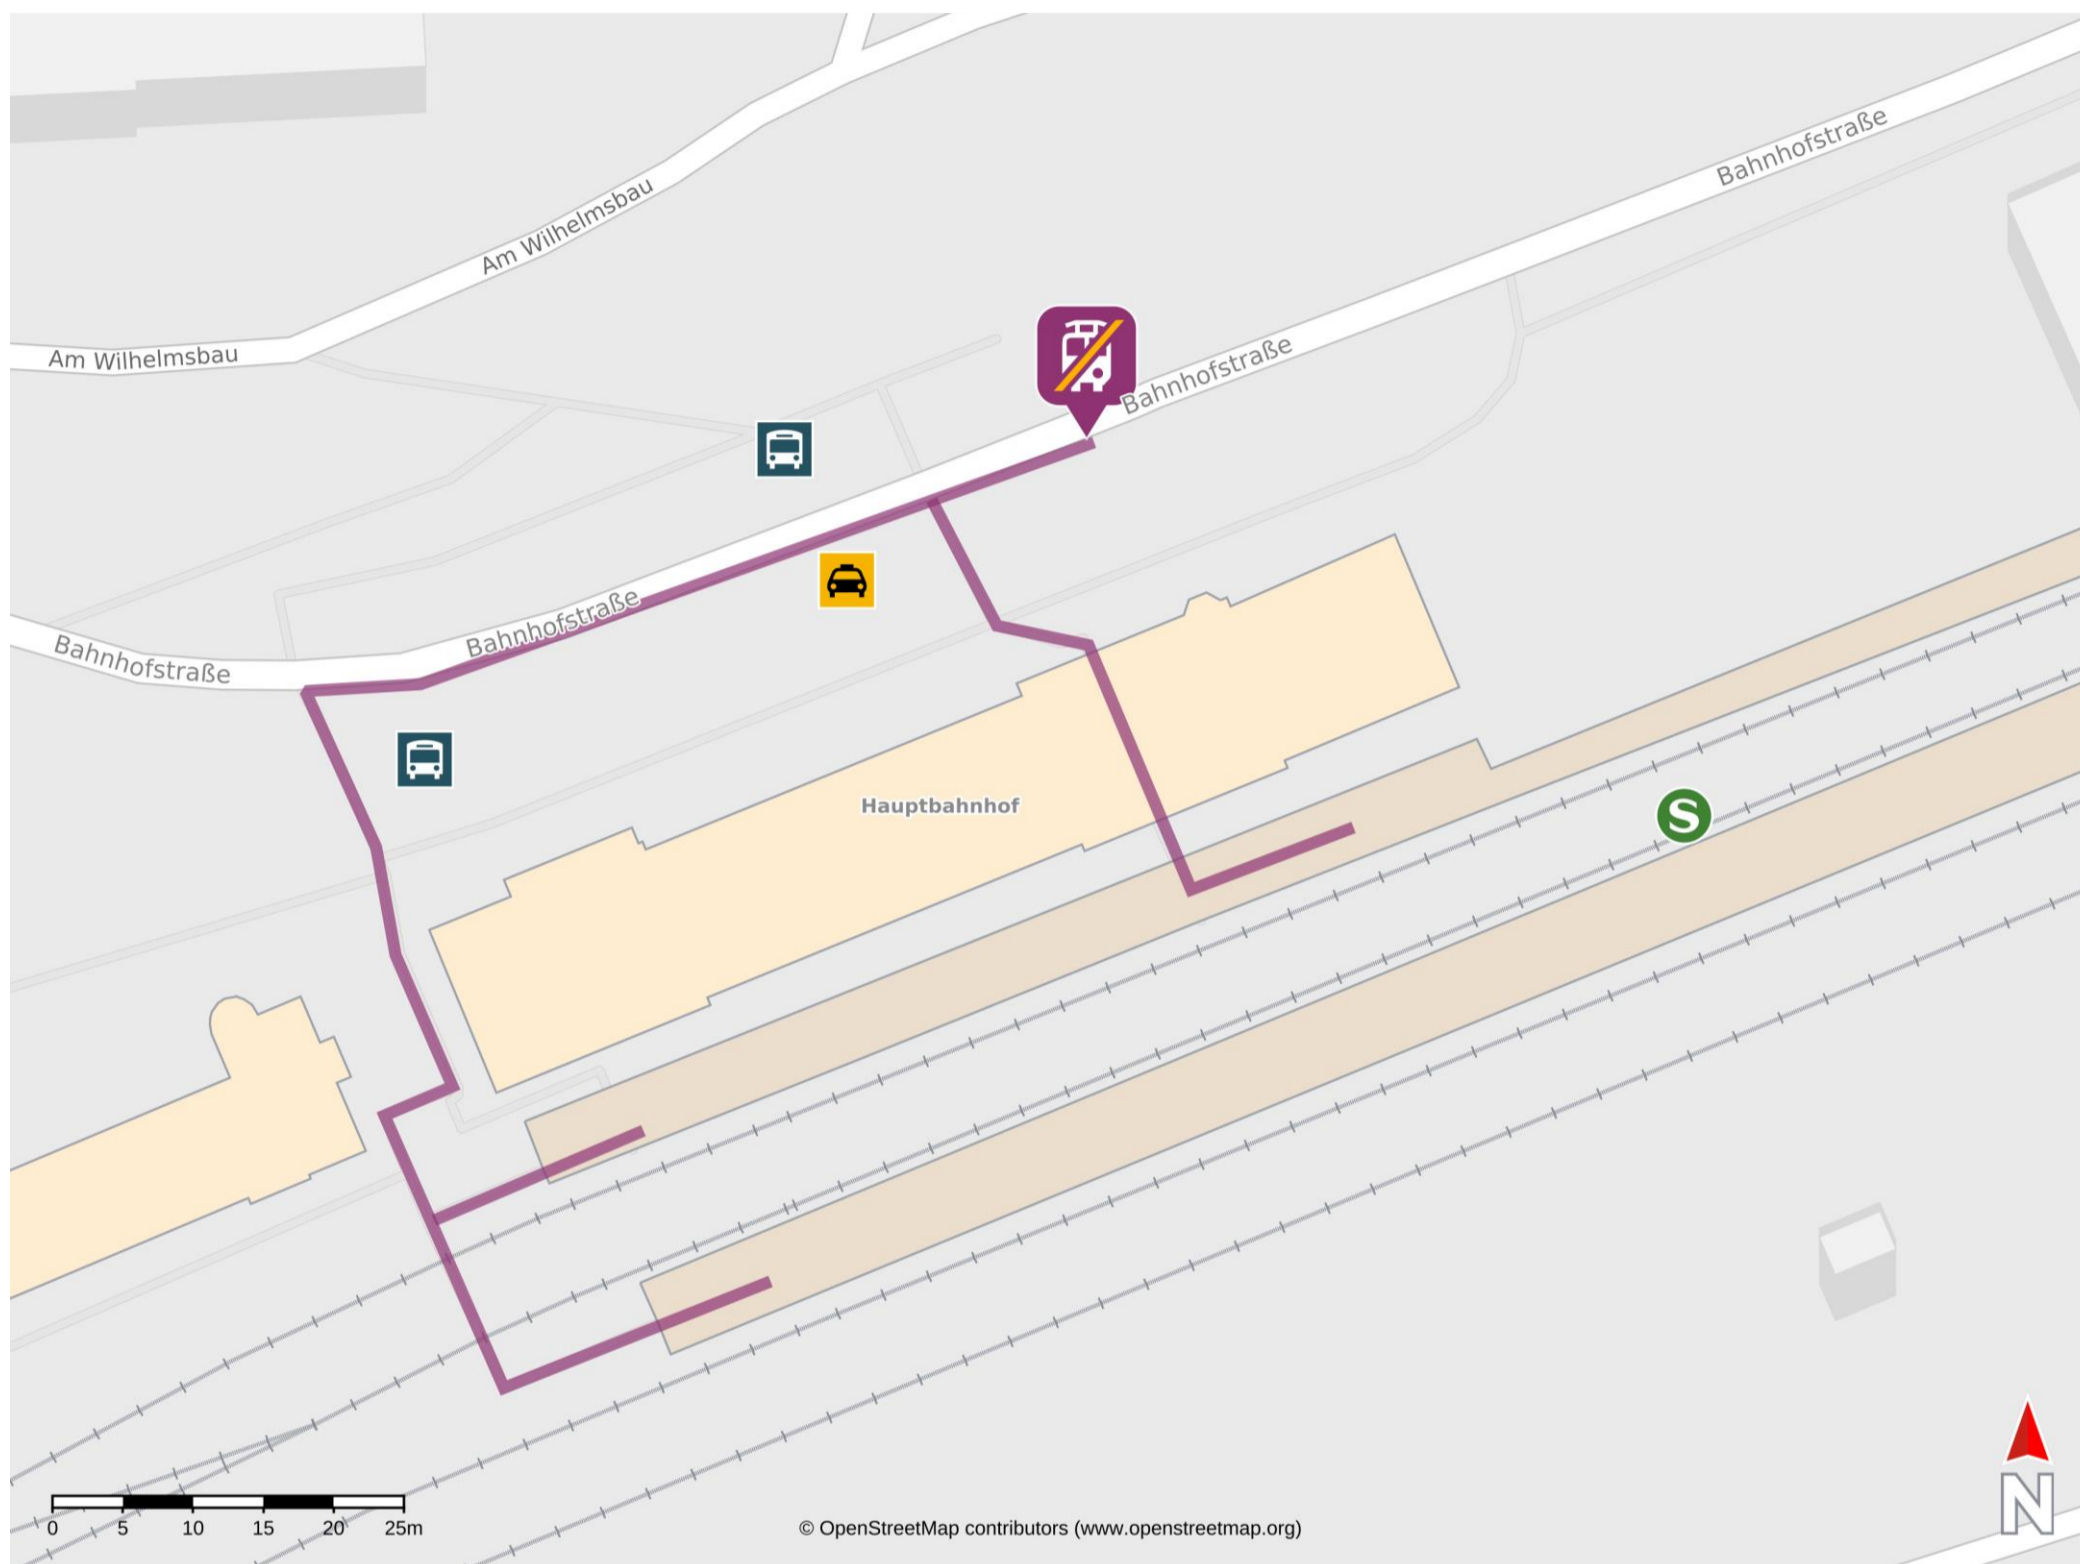 Bahnhofstraße
Am Wilhelmsbau
Am Wilhelmsbau
Bahnhofstraße
Bahnhofstraße
Bahnhofstraße
Hauptbahnhof
S
N
0 5 10 15 20 25m
© OpenStreetMap contributors (www.openstreetmap.org)